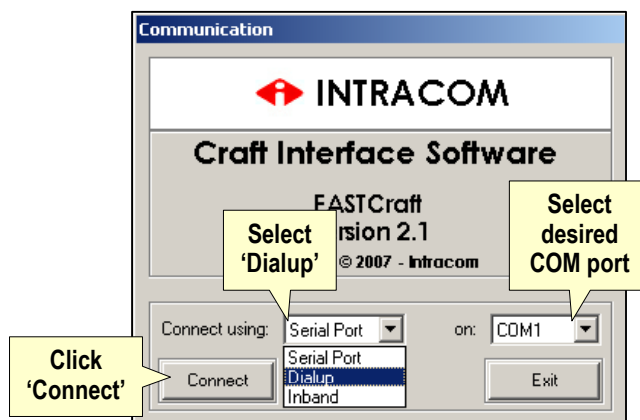 Communication
INTRACOM
Craft Interface Software
EASTCraft
rsion 2.1
© 2007 - Intracom
Select
'Dialup'
Select
desired
COM port
Connect using:
Serial Port
on:
COM1
Serial Port
Dialup
Inband
Click
'Connect'
Connect
Exit